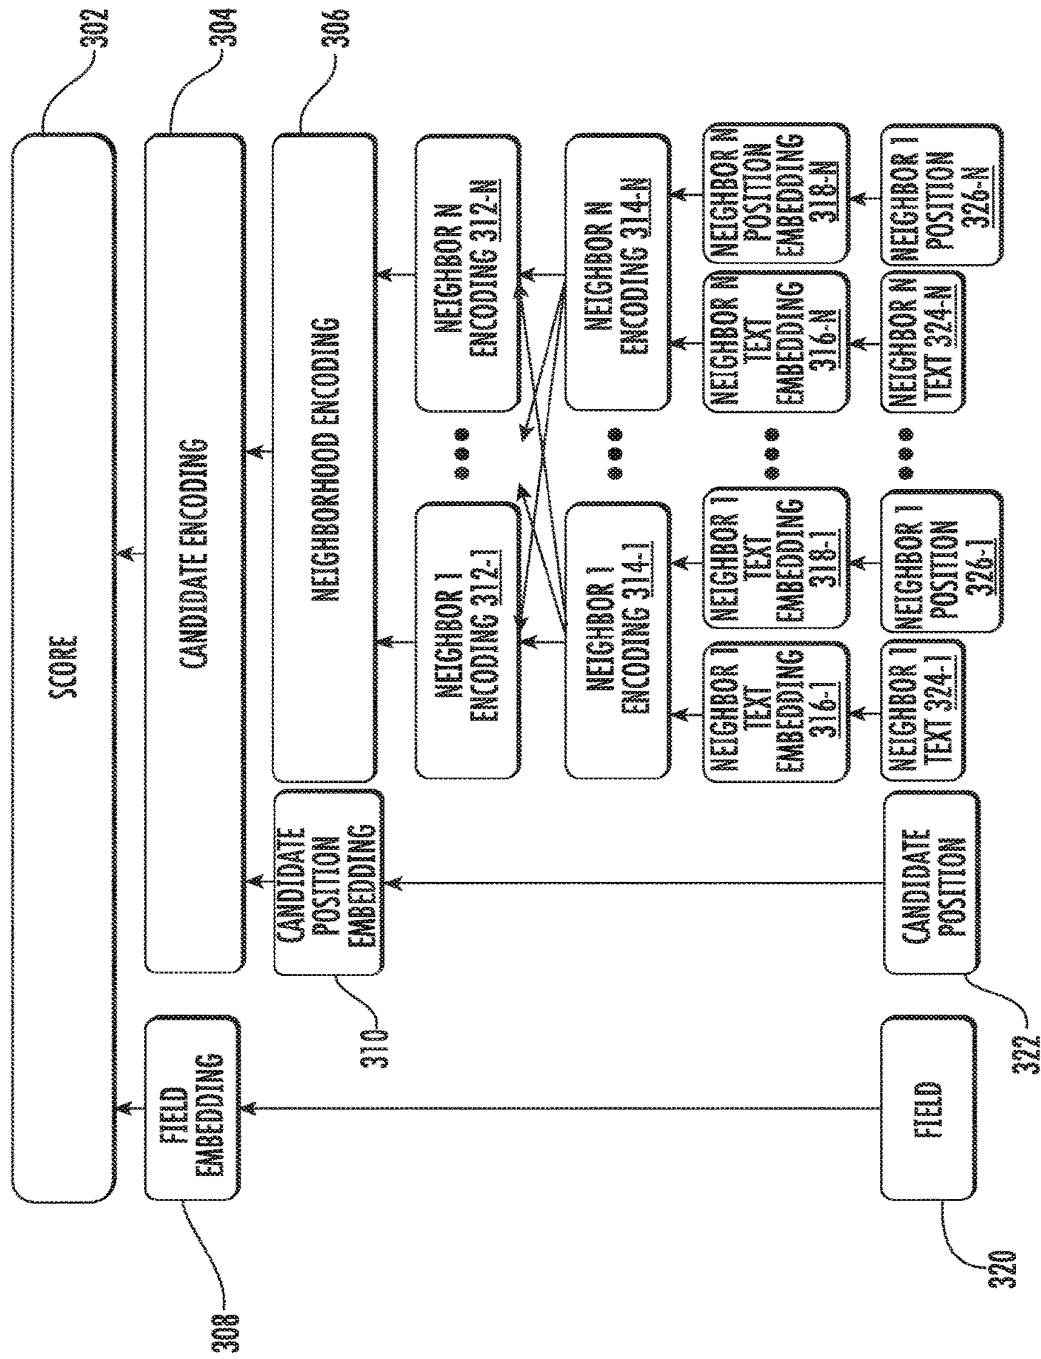 302
SCORE
304
CANDIDATE ENCODING
308
FIELD
EMBEDDING
306
NEIGHBORHOOD ENCODING
310
CANDIDATE
POSITION
EMBEDDING
NEIGHBOR 1
ENCODING 312-1
NEIGHBOR N
ENCODING 312-N
NEIGHBOR 1
ENCODING 314-1
NEIGHBOR N
ENCODING 314-N
NEIGHBOR 1
TEXT
EMBEDDING
316-1
NEIGHBOR 1
TEXT
EMBEDDING
318-1
NEIGHBOR N
TEXT
EMBEDDING
316-N
NEIGHBOR N
POSITION
EMBEDDING
318-N
320
FIELD
322
CANDIDATE
POSITION
NEIGHBOR 1
TEXT 324-1
NEIGHBOR 1
POSITION
326-1
NEIGHBOR N
TEXT 324-N
NEIGHBOR 1
POSITION
326-N